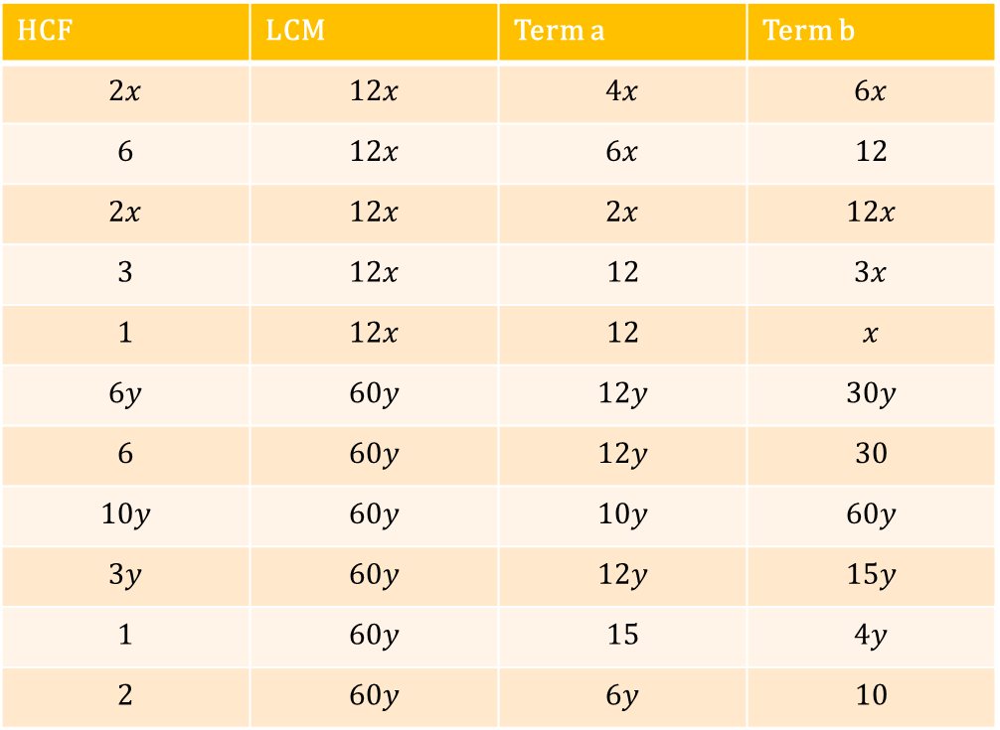 HCF LCM Term a Term b
2x 12x 4x 6x
6 12x 6x 12
2x 12x 2x 12x
3 12x 12 3x
1 12x 12 x
6y 60y 12y 30y
6 60y 12y 30
10y 60y 10y 60y
3y 60y 12y 15y
1 60y 15 4y
2 60y 6y 10